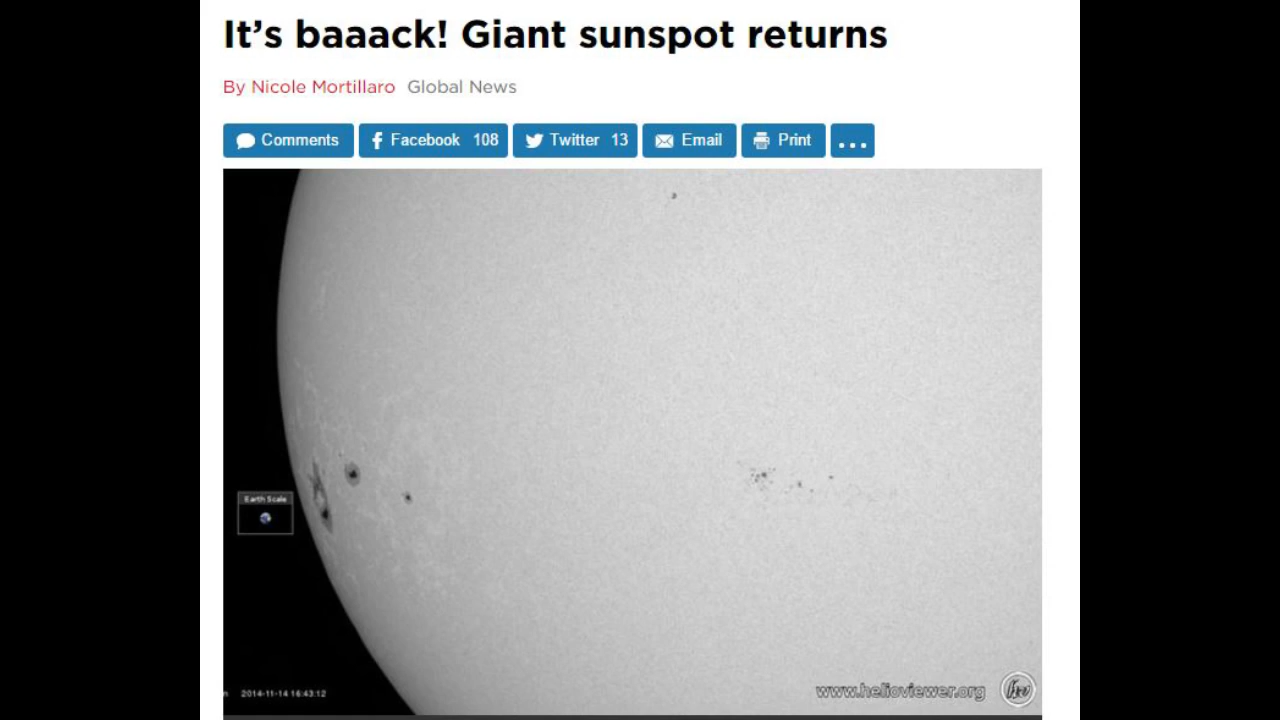 It's baaack! Giant sunspot returns
By Nicole Mortillaro Global News
Comments Facebook 108 Twitter 13 Email Print ...
Earth Scale
2014-11-14 16:43:12
www.helioviewer.org